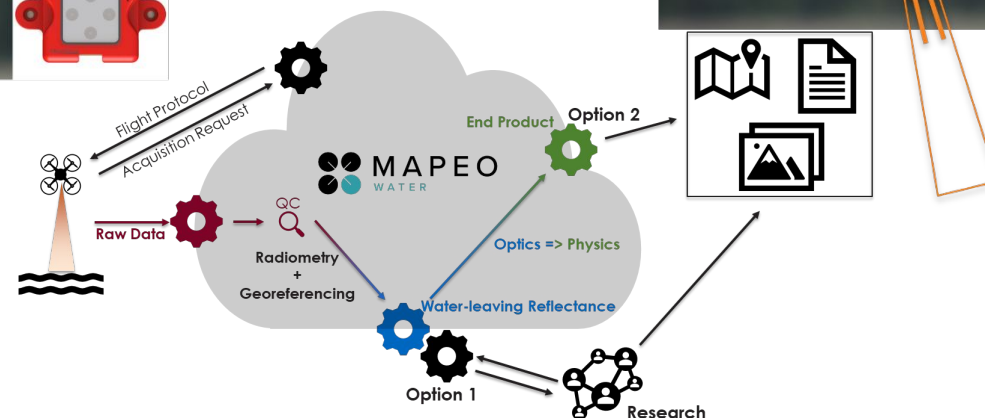 Flight Protocol
Acquisition Request
Option 2
End Product
MAPEO
WATER
QC
Raw Data
Radiometry
+
Georeferencing
Optics => Physics
Water-leaving Reflectance
Option 1
Research